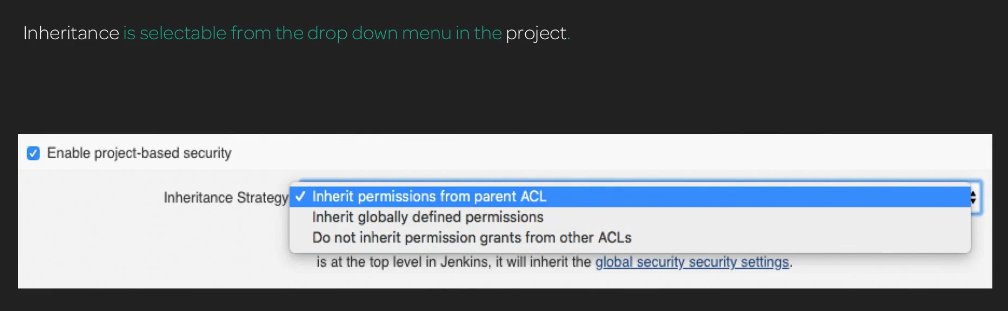 Inheritance is selectable from the drop down menu in the project.
Enable project-based security
Inheritance Strategy ✓ Inherit permissions from parent ACL
Inherit globally defined permissions
Do not inherit permission grants from other ACLs
is at the top level in Jenkins, it will inherit the global security security settings.